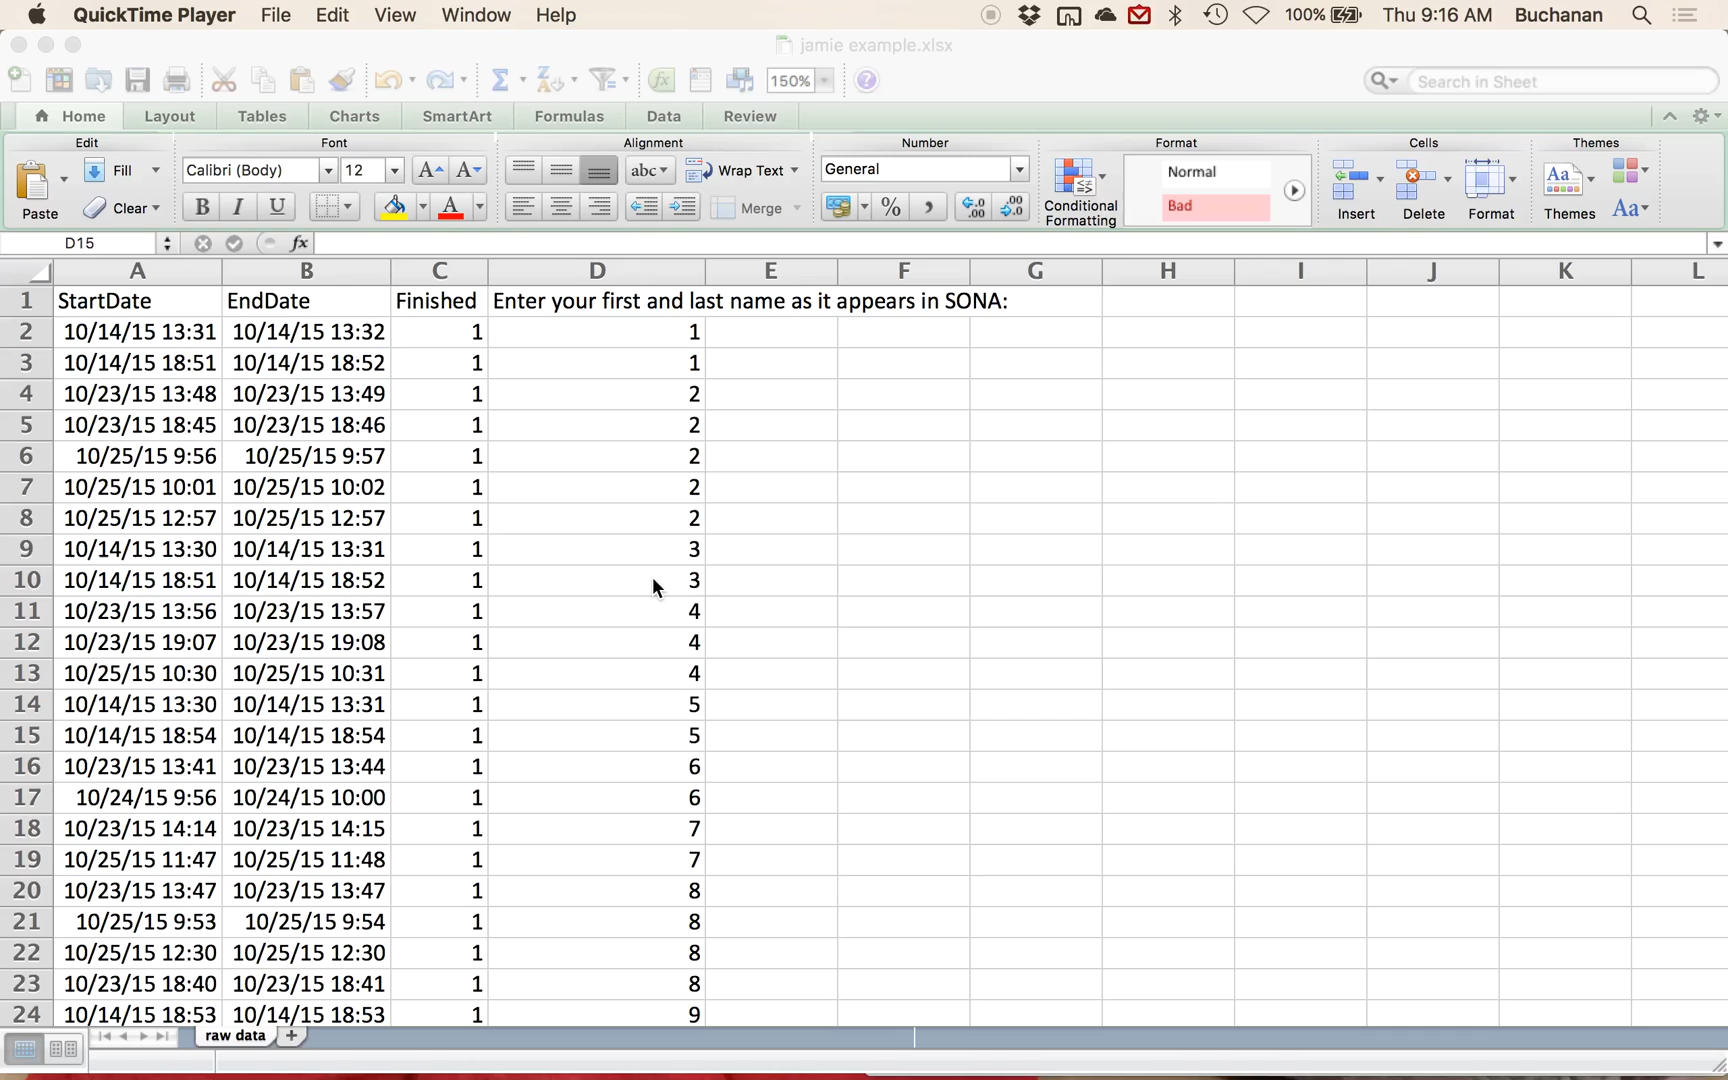 QuickTime Player File Edit View Window Help 100% Thu 9:16 AM Buchanan
jamie example.xlsx
150% Search in Sheet
Home Layout Tables Charts SmartArt Formulas Data Review
Edit Font Alignment Number Format Cells Themes
Fill Calibri (Body) 12 A A abc Wrap Text General Normal
Paste Clear B I U A Merge % , .0 .00 .00 .0 Conditional Formatting Bad Insert Delete Format Aa Themes Aa
D15 fx
A B C D E F G H I J K L
1 StartDate EndDate Finished Enter your first and last name as it appears in SONA:
2 10/14/15 13:31 10/14/15 13:32 1 1
3 10/14/15 18:51 10/14/15 18:52 1 1
4 10/23/15 13:48 10/23/15 13:49 1 2
5 10/23/15 18:45 10/23/15 18:46 1 2
6 10/25/15 9:56 10/25/15 9:57 1 2
7 10/25/15 10:01 10/25/15 10:02 1 2
8 10/25/15 12:57 10/25/15 12:57 1 2
9 10/14/15 13:30 10/14/15 13:31 1 3
10 10/14/15 18:51 10/14/15 18:52 1 3
11 10/23/15 13:56 10/23/15 13:57 1 4
12 10/23/15 19:07 10/23/15 19:08 1 4
13 10/25/15 10:30 10/25/15 10:31 1 4
14 10/14/15 13:30 10/14/15 13:31 1 5
15 10/14/15 18:54 10/14/15 18:54 1 5
16 10/23/15 13:41 10/23/15 13:44 1 6
17 10/24/15 9:56 10/24/15 10:00 1 6
18 10/23/15 14:14 10/23/15 14:15 1 7
19 10/25/15 11:47 10/25/15 11:48 1 7
20 10/23/15 13:47 10/23/15 13:47 1 8
21 10/25/15 9:53 10/25/15 9:54 1 8
22 10/25/15 12:30 10/25/15 12:30 1 8
23 10/23/15 18:40 10/23/15 18:41 1 8
24 10/14/15 18:53 10/14/15 18:53 1 9
raw data